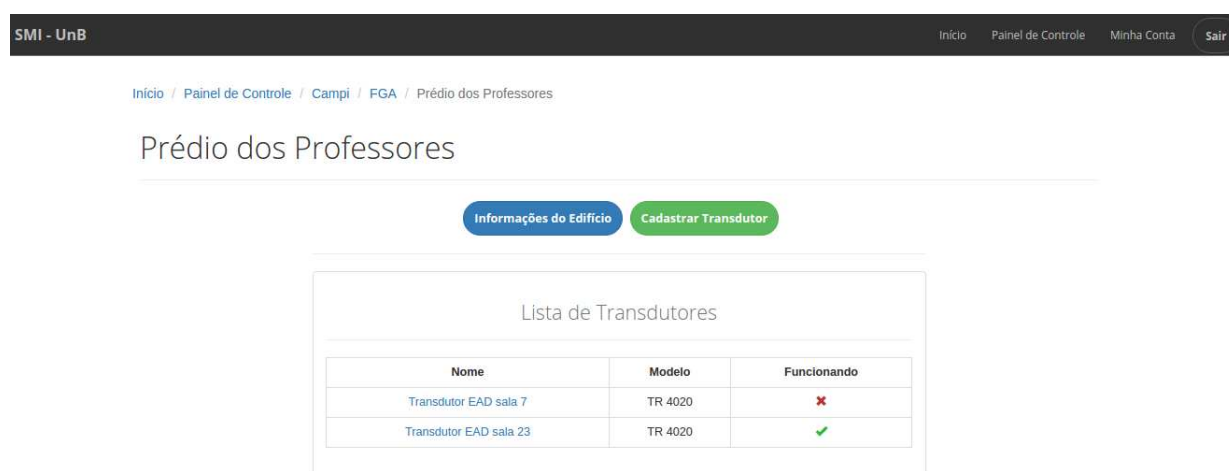 SMI - UnB Início Painel de Controle Minha Conta Sair
Início / Painel de Controle / Campi / FGA / Prédio dos Professores
Prédio dos Professores
Informações do Edifício Cadastrar Transdutor
Lista de Transdutores
Nome Modelo Funcionando
Transdutor EAD sala 7 TR 4020
Transdutor EAD sala 23 TR 4020